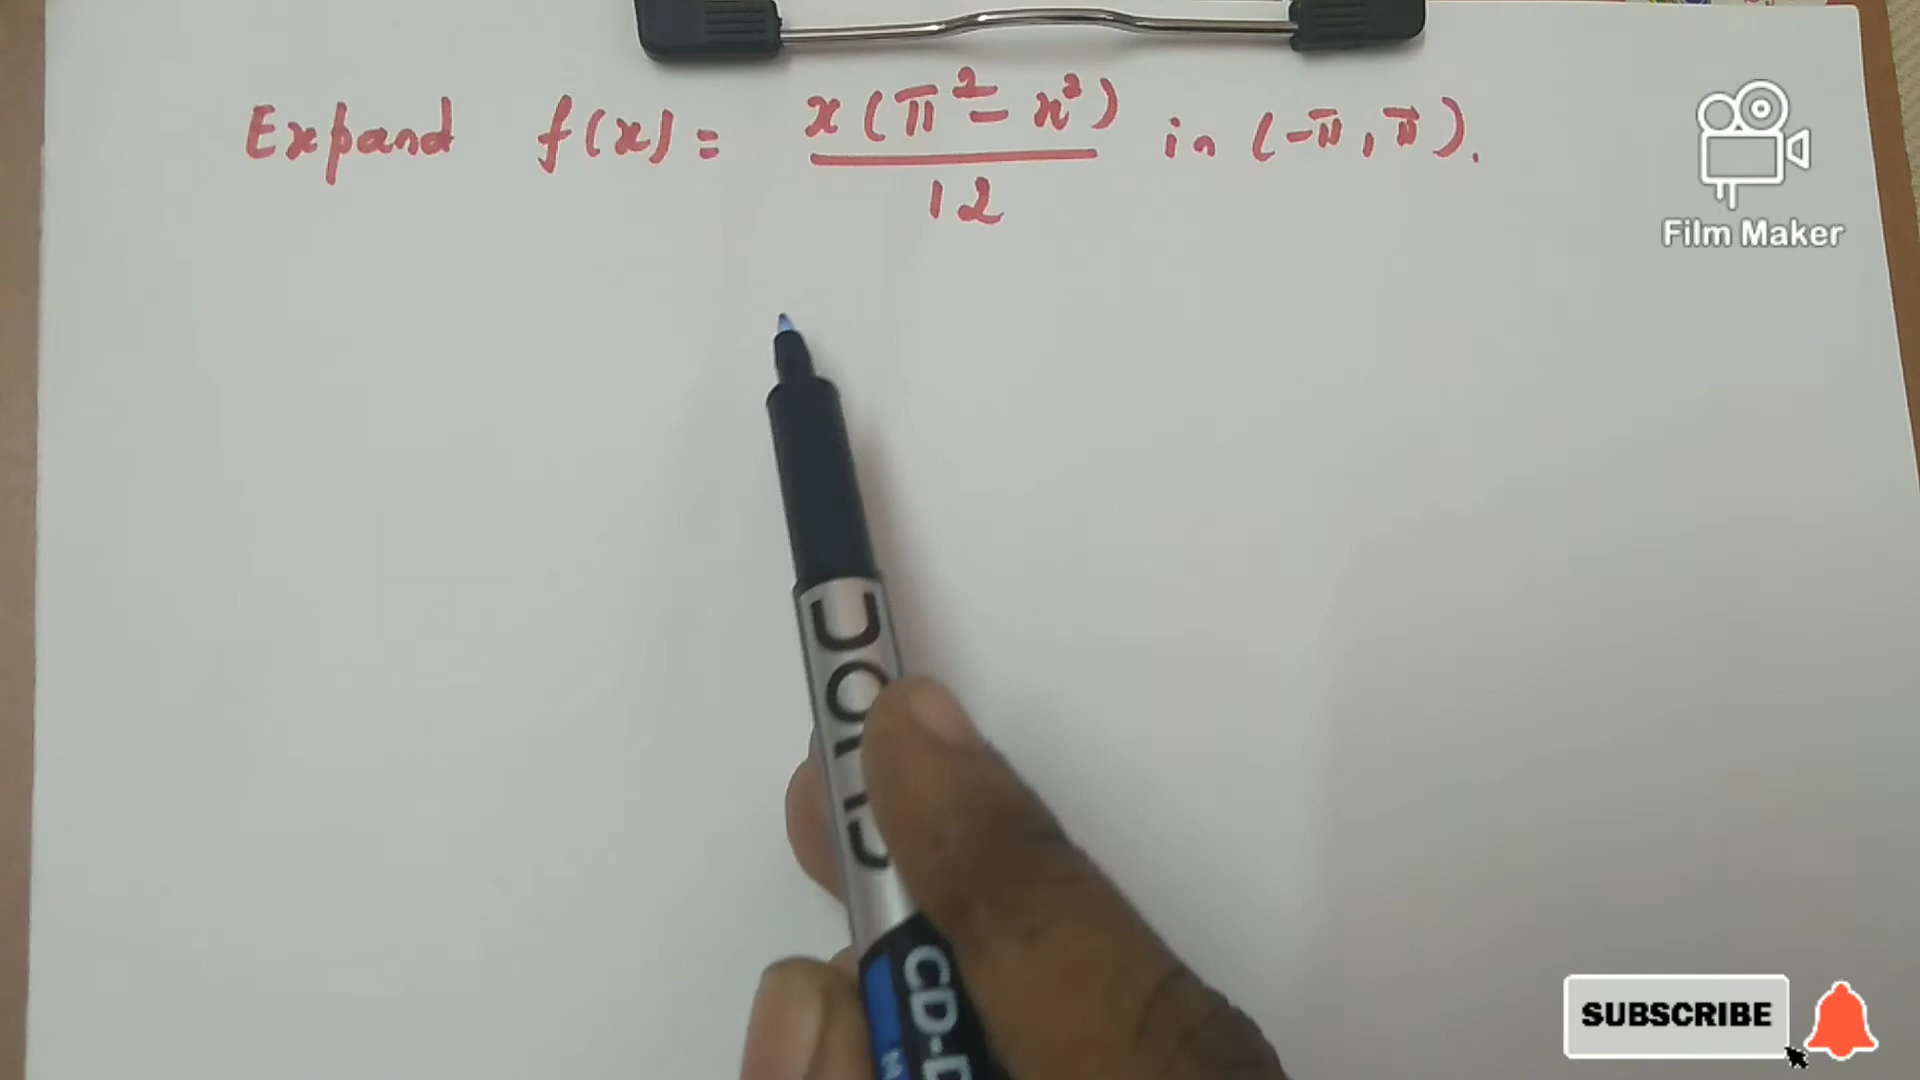 Expand f(x) = x(π² - x²) / 12 in (-π, π).
Film Maker
CD-
SUBSCRIBE